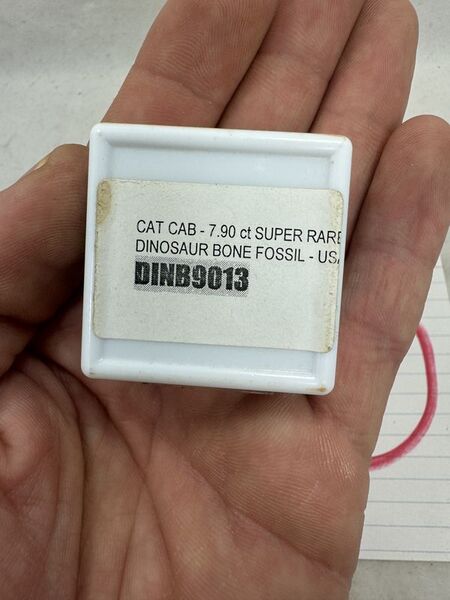 CAT CAB - 7.90 ct SUPER RARE
DINOSAUR BONE FOSSIL - USA
DINB9013